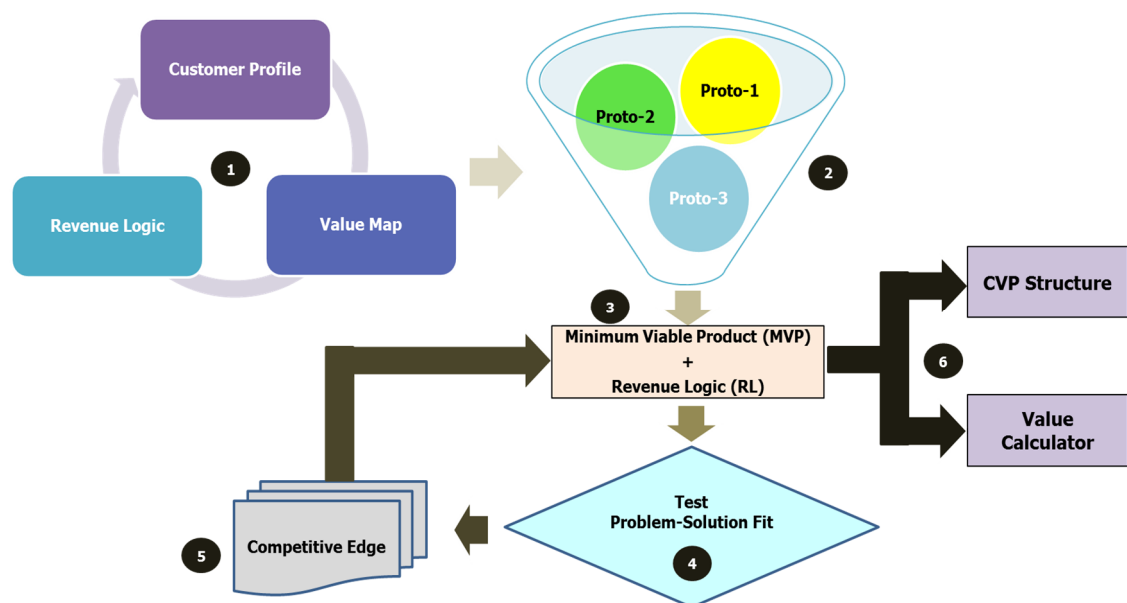 Customer Profile
1
Revenue Logic
Value Map
Proto-1
Proto-2
Proto-3
2
3
Minimum Viable Product (MVP)
+
Revenue Logic (RL)
CVP Structure
6
Value
Calculator
Test
Problem-Solution Fit
4
Competitive Edge
5